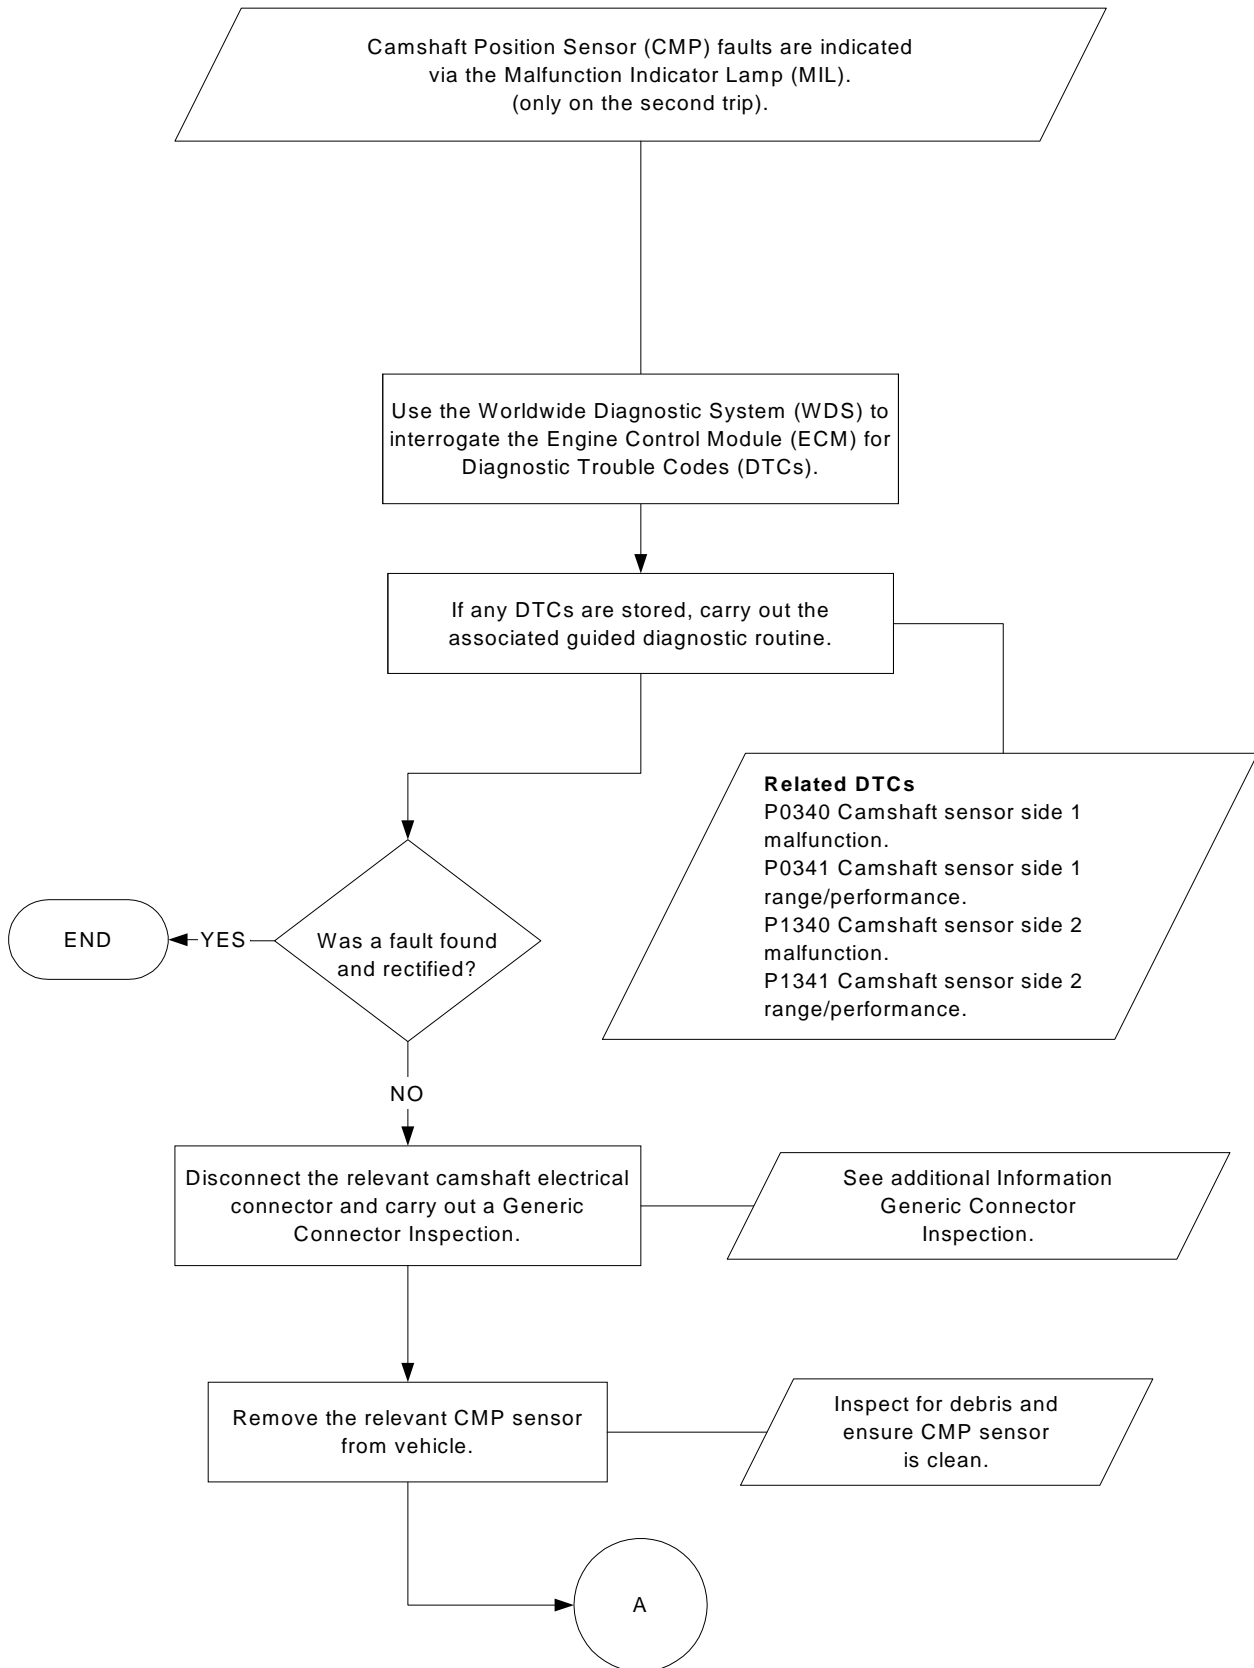 Camshaft Position Sensor (CMP) faults are indicated
via the Malfunction Indicator Lamp (MIL).
(only on the second trip).
Use the Worldwide Diagnostic System (WDS) to
interrogate the Engine Control Module (ECM) for
Diagnostic Trouble Codes (DTCs).
If any DTCs are stored, carry out the
associated guided diagnostic routine.
Related DTCs
P0340 Camshaft sensor side 1
malfunction.
P0341 Camshaft sensor side 1
range/performance.
P1340 Camshaft sensor side 2
malfunction.
P1341 Camshaft sensor side 2
range/performance.
Was a fault found
and rectified?
YES
END
NO
Disconnect the relevant camshaft electrical
connector and carry out a Generic
Connector Inspection.
See additional Information
Generic Connector
Inspection.
Remove the relevant CMP sensor
from vehicle.
Inspect for debris and
ensure CMP sensor
is clean.
A